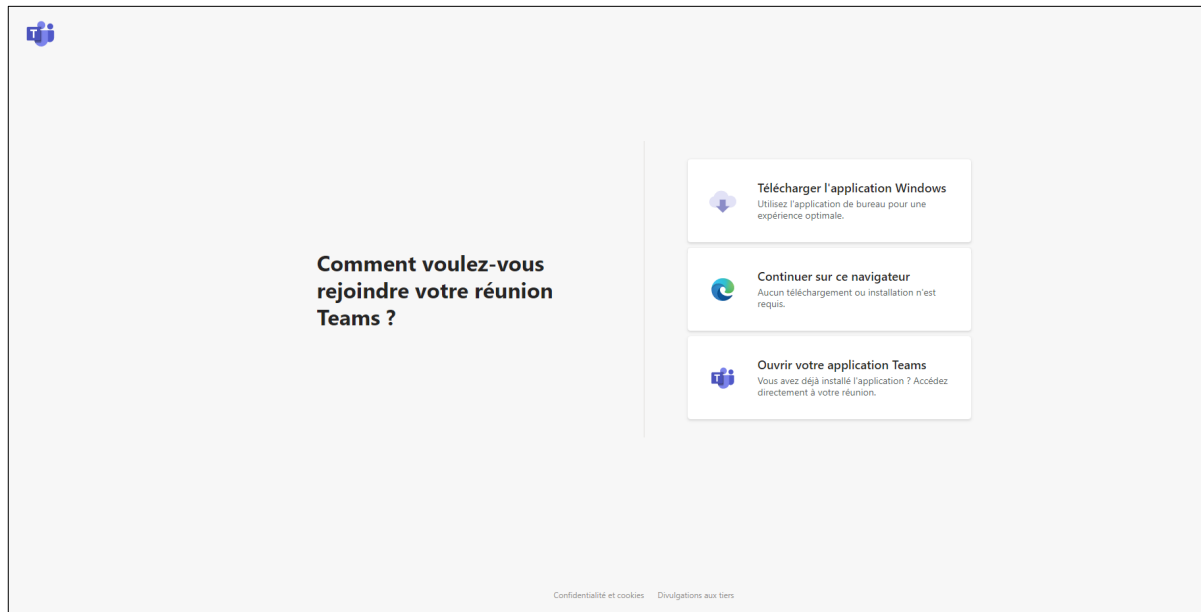 Comment voulez-vous
rejoindre votre réunion
Teams ?
Télécharger l'application Windows
Utilisez l'application de bureau pour une
expérience optimale.
Continuer sur ce navigateur
Aucun téléchargement ou installation n'est
requis.
Ouvrir votre application Teams
Vous avez déjà installé l'application ? Accédez
directement à votre réunion.
Confidentialité et cookies Divulgations aux tiers